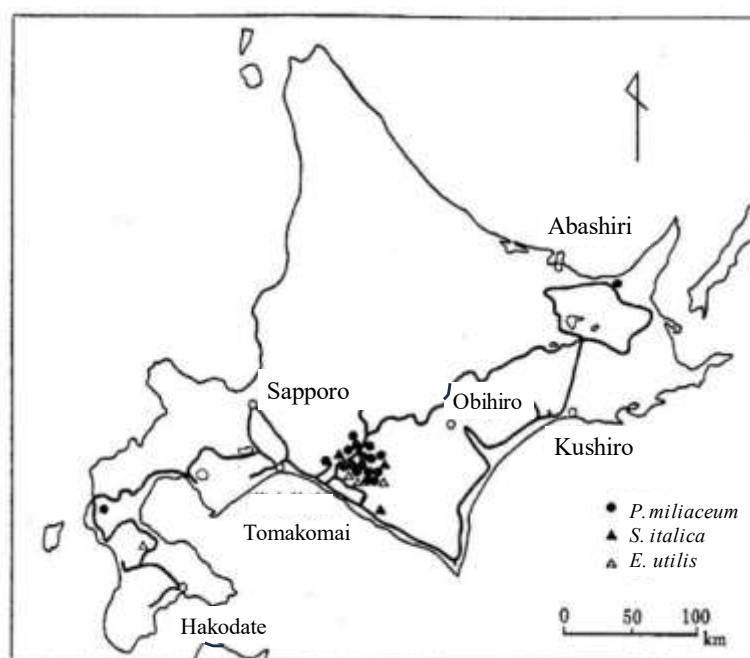 Abashiri
Sapporo
Obihiro
Kushiro
Tomakomai
P. miliaceum
S. italica
E. utilis
Hakodate
0 50 100
km